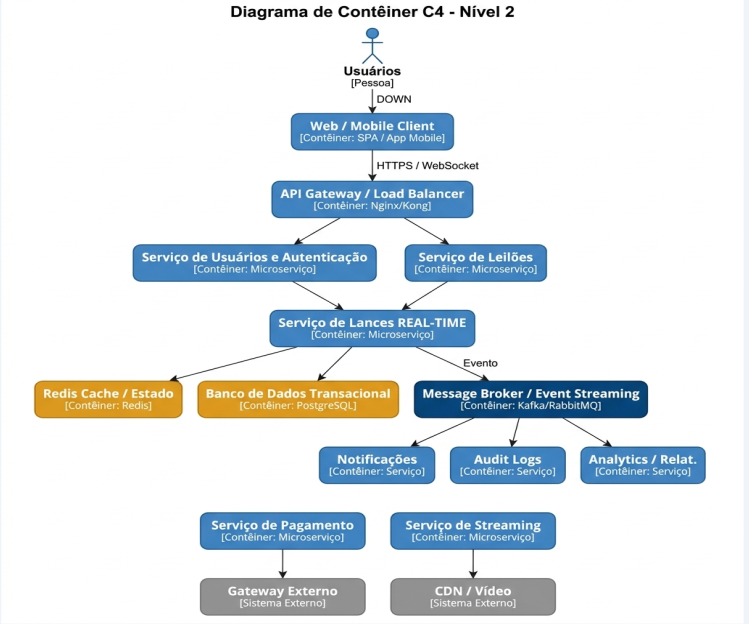 Diagrama de Contêiner C4 - Nível 2
Usuários
[Pessoa]
DOWN
Web / Mobile Client
[Contêiner: SPA / App Mobile]
HTTPS / WebSocket
API Gateway / Load Balancer
[Contêiner: Nginx/Kong]
Serviço de Usuários e Autenticação
[Contêiner: Microserviço]
Serviço de Leilões
[Contêiner: Microserviço]
Serviço de Lances REAL-TIME
[Contêiner: Microserviço]
Evento
Redis Cache / Estado
[Contêiner: Redis]
Banco de Dados Transacional
[Contêiner: PostgreSQL]
Message Broker / Event Streaming
[Contêiner: Kafka/RabbitMQ]
Notificações
[Contêiner: Serviço]
Audit Logs
[Contêiner: Serviço]
Analytics / Relat.
[Contêiner: Serviço]
Serviço de Pagamento
[Contêiner: Microserviço]
Serviço de Streaming
[Contêiner: Microserviço]
Gateway Externo
[Sistema Externo]
CDN / Vídeo
[Sistema Externo]